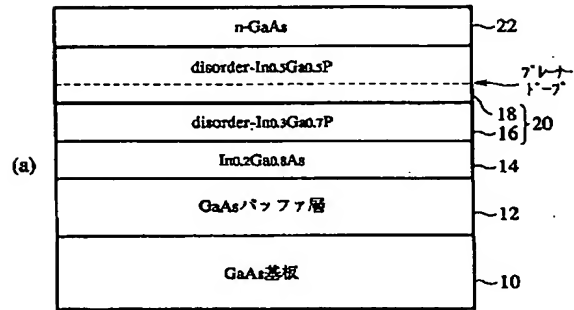 n-GaAs 22
disorder-In0.5Ga0.5P
プレーナ
ドープ
18
disorder-In0.3Ga0.7P 16 20
(a) In0.2Ga0.8As 14
GaAsバッファ層 12
GaAs基板 10